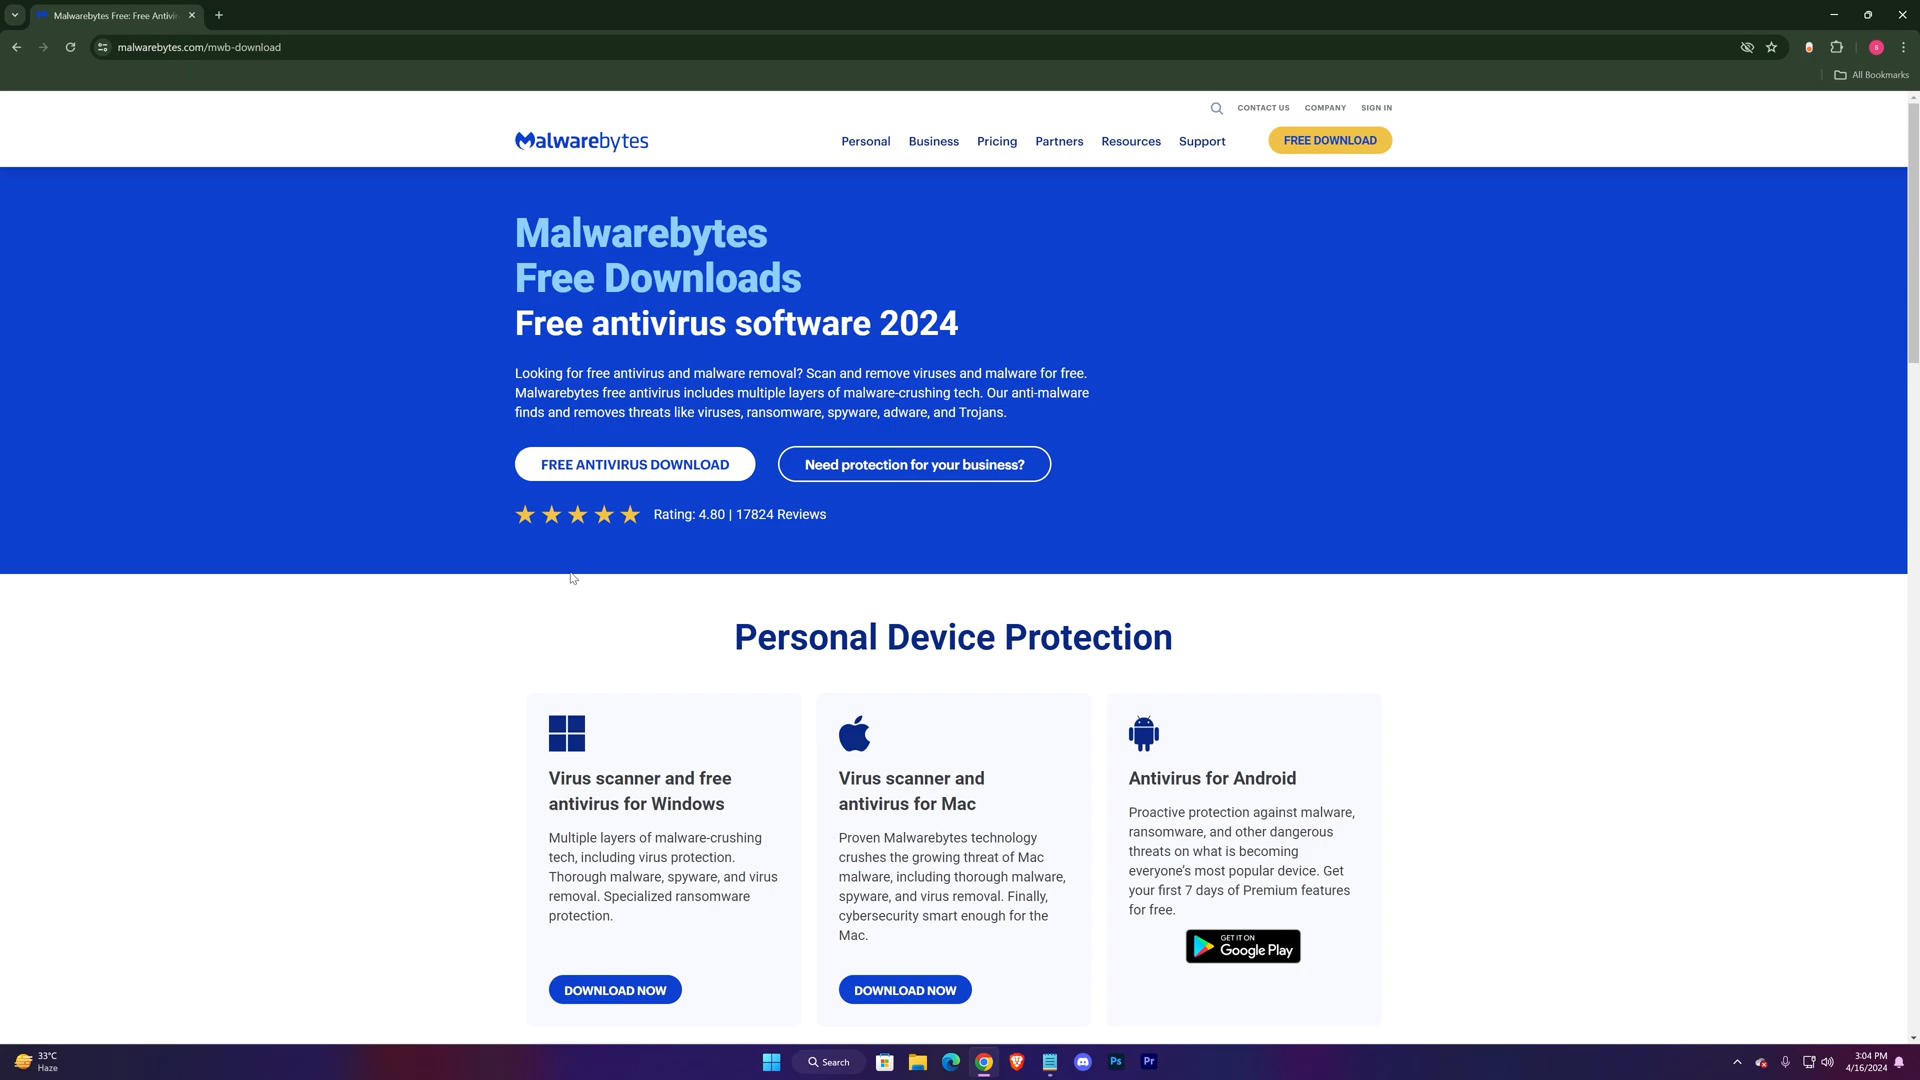 Malwarebytes Free: Free Antivir
malwarebytes.com/mwb-download
All Bookmarks
CONTACT US
COMPANY
SIGN IN
Malwarebytes
Personal
Business
Pricing
Partners
Resources
Support
FREE DOWNLOAD
Malwarebytes
Free Downloads
Free antivirus software 2024
Looking for free antivirus and malware removal? Scan and remove viruses and malware for free.
Malwarebytes free antivirus includes multiple layers of malware-crushing tech. Our anti-malware
finds and removes threats like viruses, ransomware, spyware, adware, and Trojans.
FREE ANTIVIRUS DOWNLOAD
Need protection for your business?
Rating: 4.80 | 17824 Reviews
Personal Device Protection
Virus scanner and free
antivirus for Windows
Multiple layers of malware-crushing
tech, including virus protection.
Thorough malware, spyware, and virus
removal. Specialized ransomware
protection.
DOWNLOAD NOW
Virus scanner and
antivirus for Mac
Proven Malwarebytes technology
crushes the growing threat of Mac
malware, including thorough malware,
spyware, and virus removal. Finally,
cybersecurity smart enough for the
Mac.
DOWNLOAD NOW
Antivirus for Android
Proactive protection against malware,
ransomware, and other dangerous
threats on what is becoming
everyone's most popular device. Get
your first 7 days of Premium features
for free.
GET IT ON
Google Play
33°C
Haze
Search
Ps
Pr
3:04 PM
4/16/2024